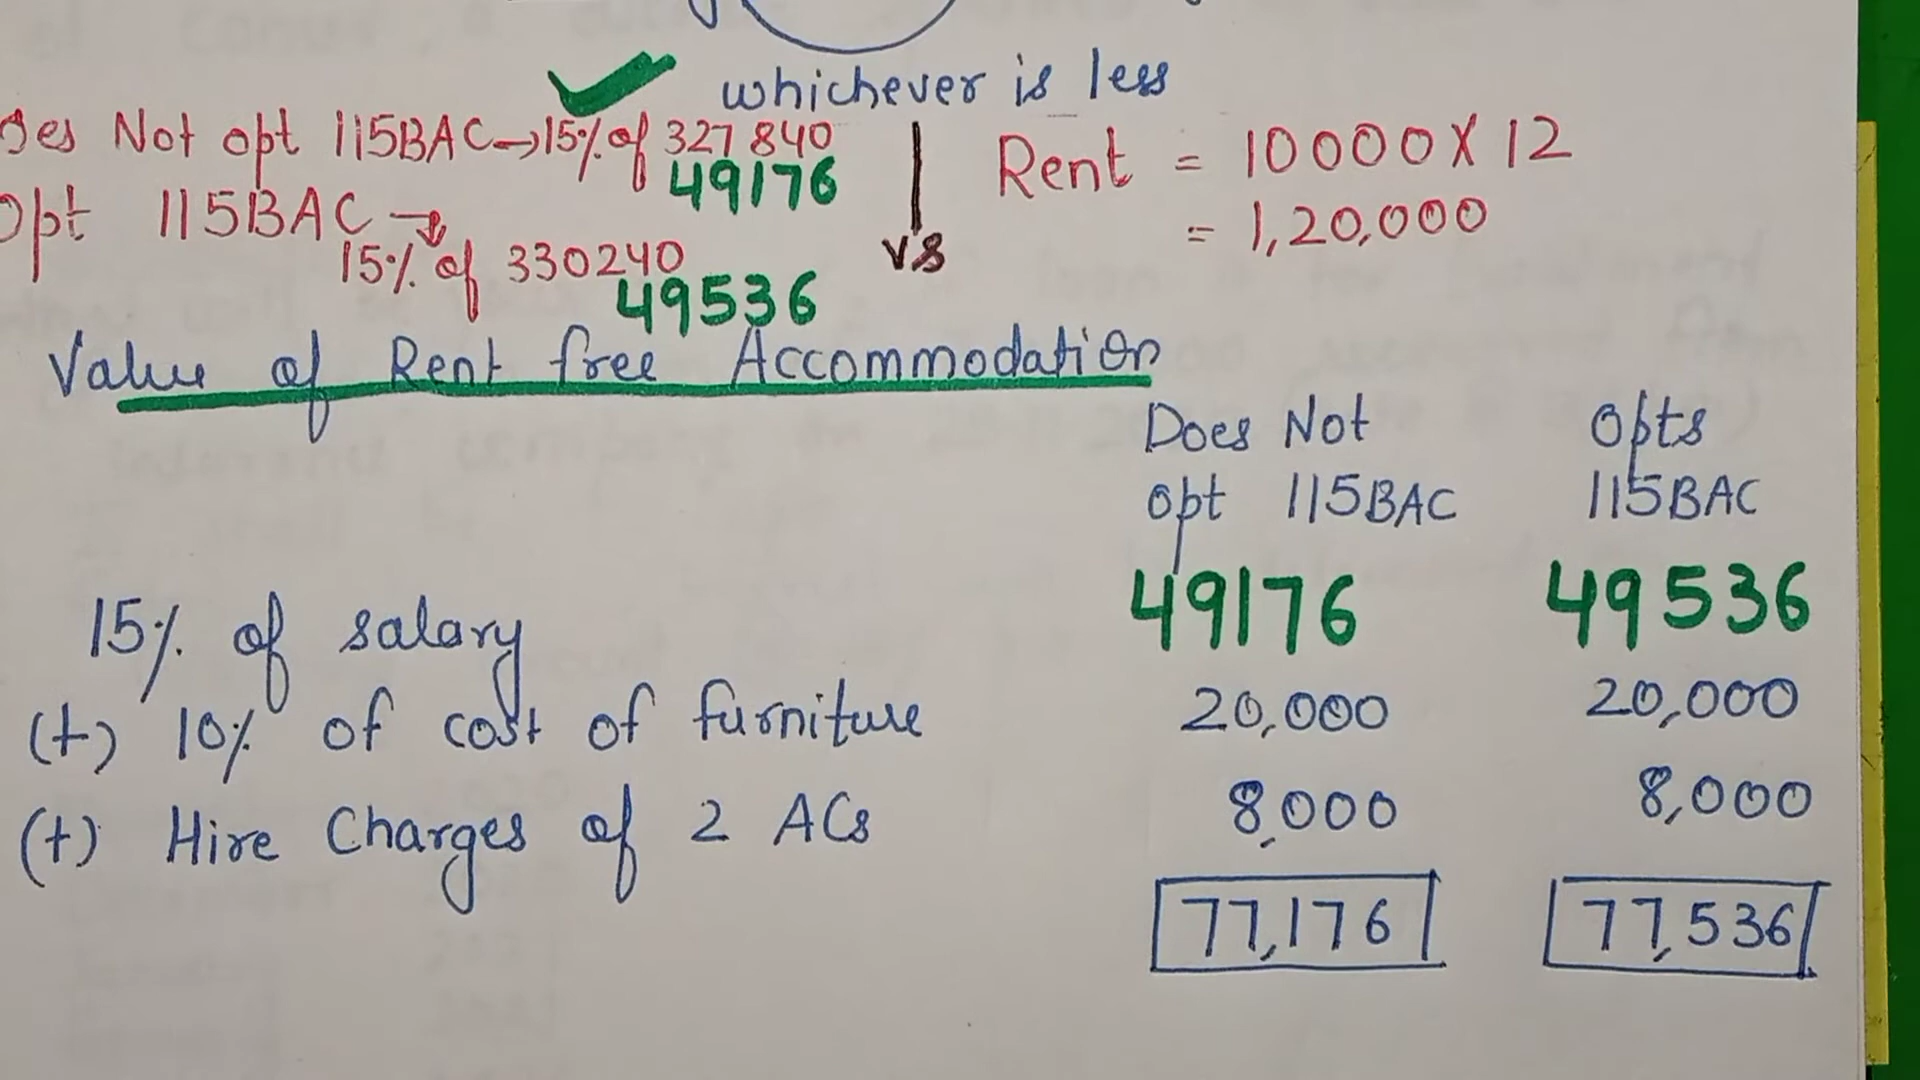 whichever is less
oes Not opt 115BAC→15% of 327840
49176
Opt 115BAC →
15% of 330240
49536
vs
Rent = 10000 X 12
= 1,20,000
Value of Rent free Accommodation
Does Not Opts
opt 115BAC 115BAC
15% of salary 49176 49536
(+) 10% of cost of furniture 20,000 20,000
(+) Hire Charges of 2 ACs 8,000 8,000
77,176 77,536